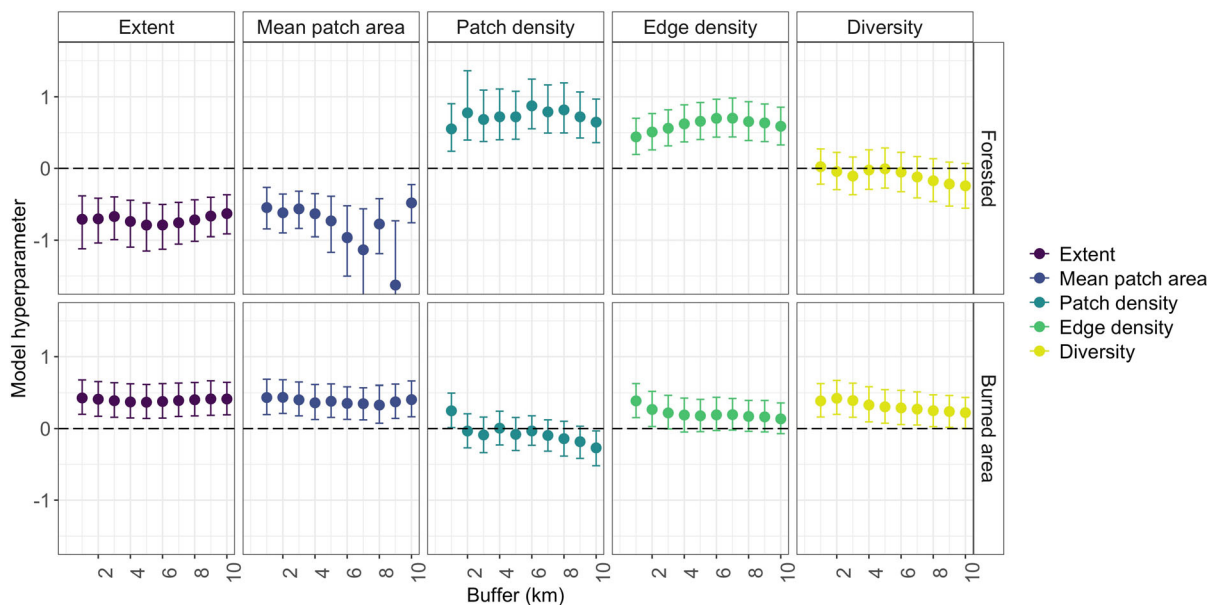 Extent Mean patch area Patch density Edge density Diversity
1
0
-1
Forested
1
0
-1
Burned area
Model hyperparameter
2 4 6 8 10 2 4 6 8 10 2 4 6 8 10 2 4 6 8 10 2 4 6 8 10
Buffer (km)
Extent
Mean patch area
Patch density
Edge density
Diversity